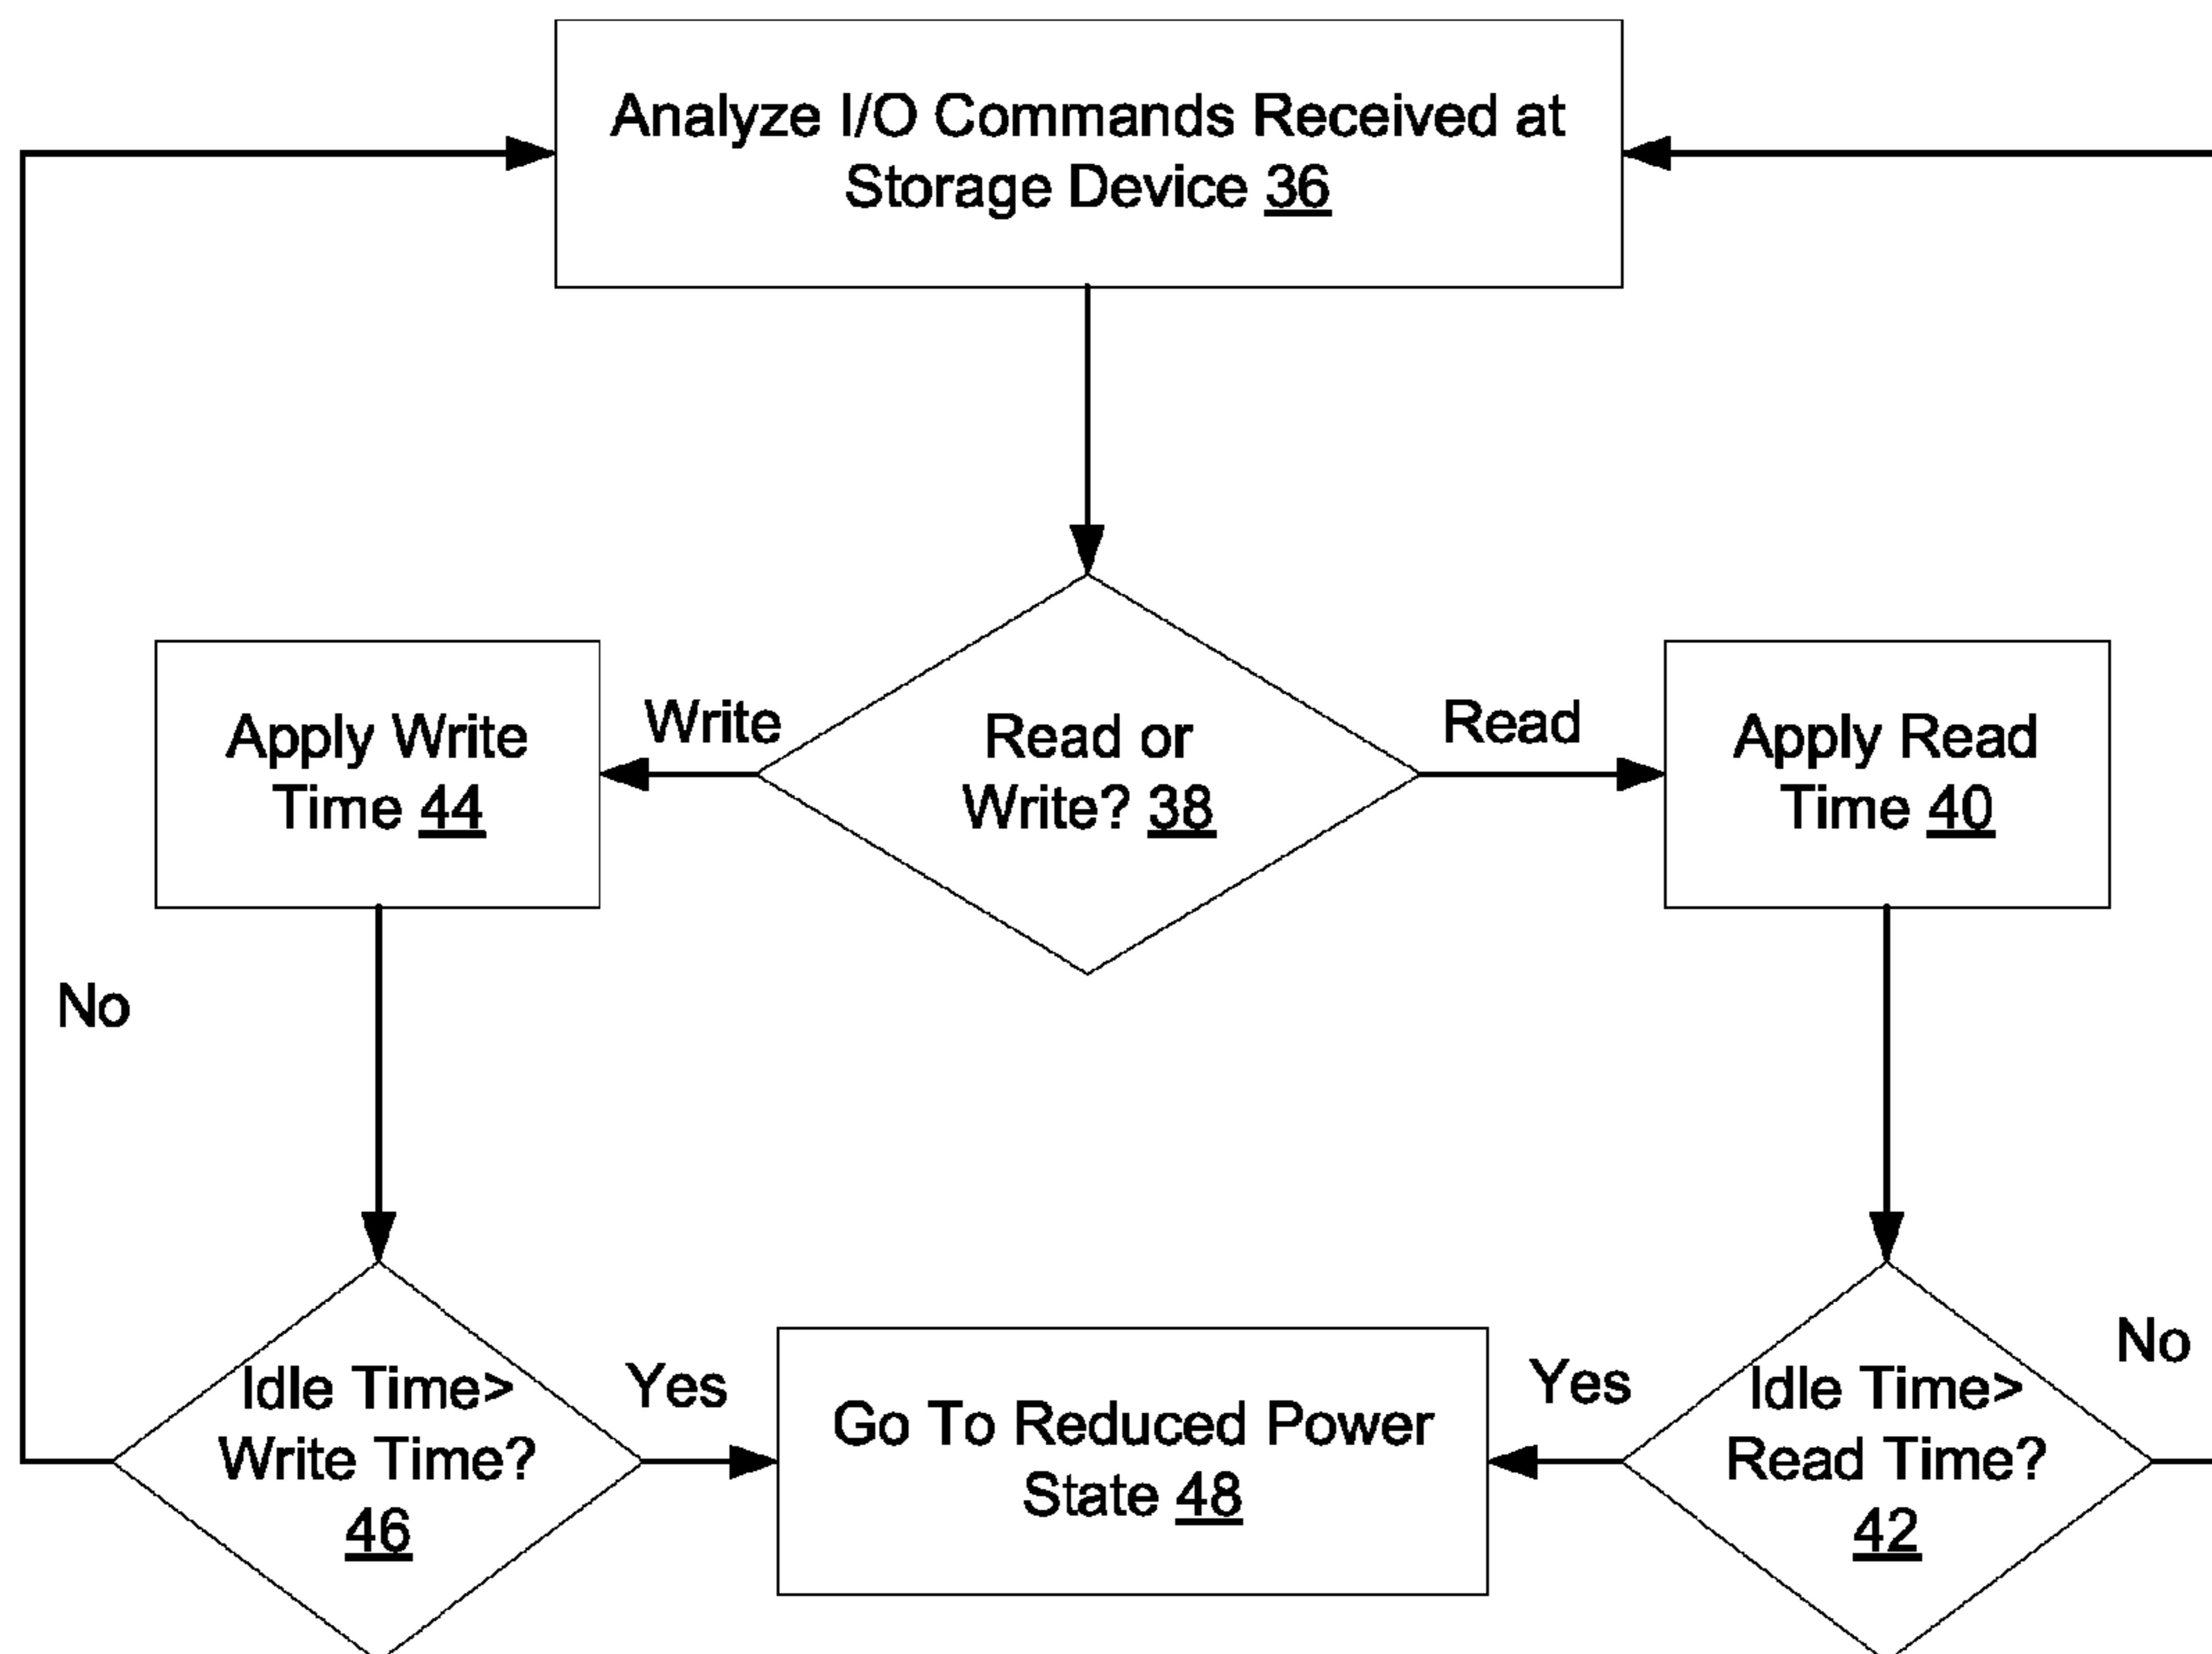 Analyze I/O Commands Received at
Storage Device 36
Write
Read
Apply Write
Time 44
Read or
Write? 38
Apply Read
Time 40
No
No
Idle Time>
Write Time?
46
Yes
Go To Reduced Power
State 48
Yes
Idle Time>
Read Time?
42